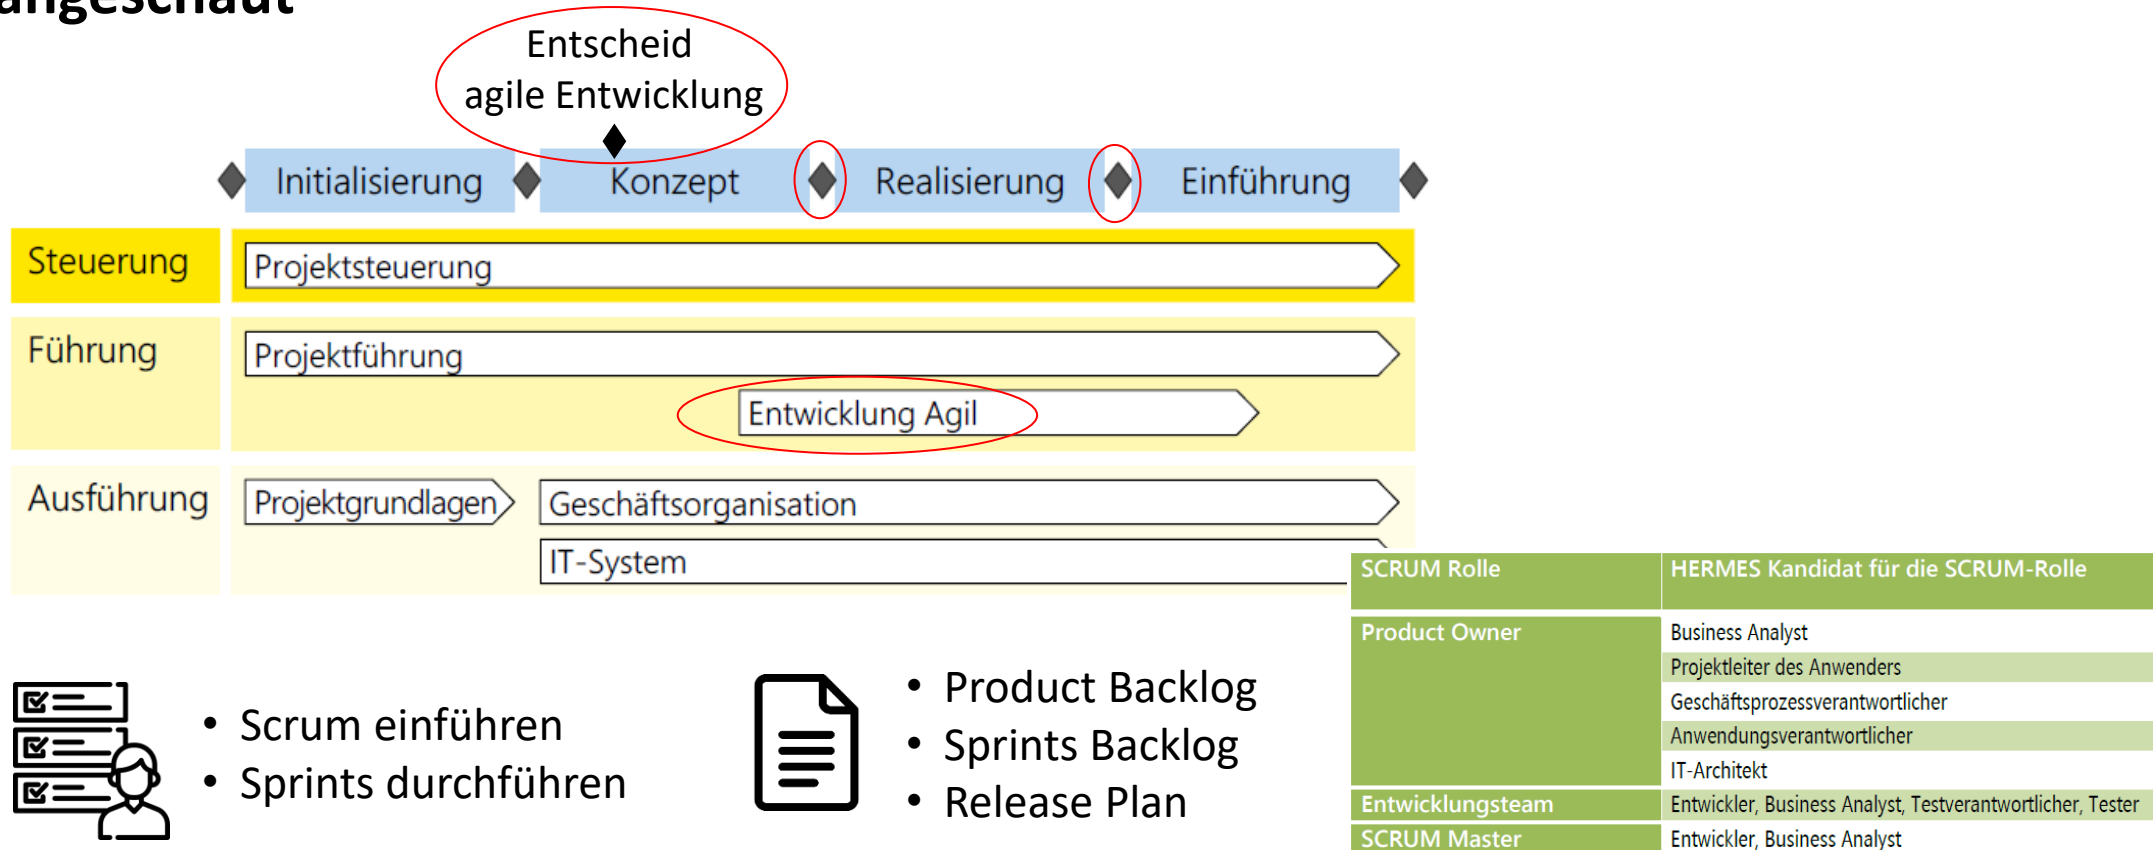 angeschaut
Entscheid
agile Entwicklung
Initialisierung
Konzept
Realisierung
Einführung
Steuerung
Projektsteuerung
Führung
Projektführung
Entwicklung Agil
Ausführung
Projektgrundlagen
Geschäftsorganisation
IT-System
• Scrum einführen
• Sprints durchführen
• Product Backlog
• Sprints Backlog
• Release Plan
SCRUM Rolle
HERMES Kandidat für die SCRUM-Rolle
Product Owner
Business Analyst
Projektleiter des Anwenders
Geschäftsprozessverantwortlicher
Anwendungsverantwortlicher
IT-Architekt
Entwicklungsteam
Entwickler, Business Analyst, Testverantwortlicher, Tester
SCRUM Master
Entwickler, Business Analyst